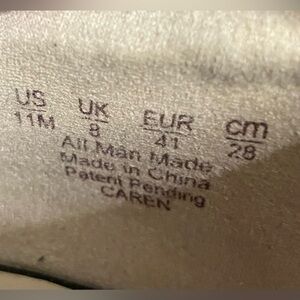 US UK EUR cm
11M 8 41 28
All Man Made
Made in China
Patent Pending
CAREN